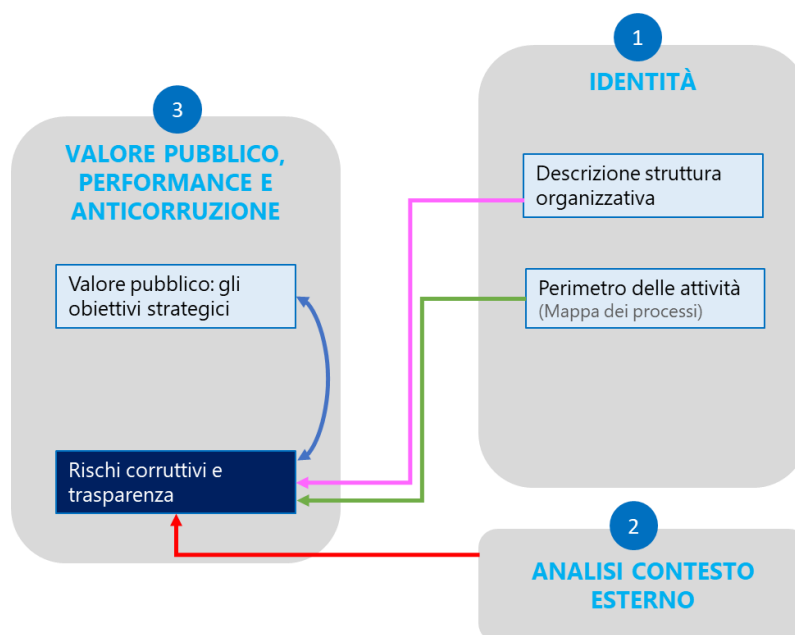 1
IDENTITÀ
Descrizione struttura
organizzativa
Perimetro delle attività
(Mappa dei processi)
2
ANALISI CONTESTO
ESTERNO
3
VALORE PUBBLICO,
PERFORMANCE E
ANTICORRUZIONE
Valore pubblico: gli
obiettivi strategici
Rischi corruttivi e
trasparenza